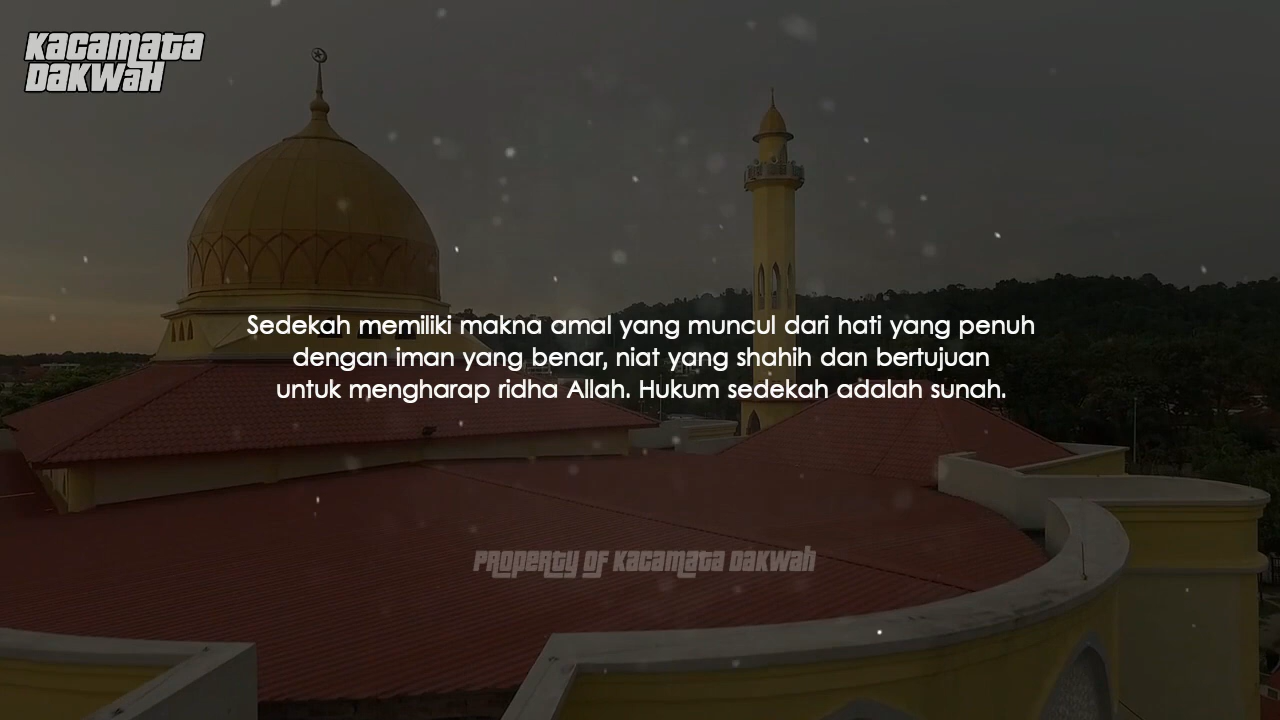 Kacamata
Dakwah
Sedekah memiliki makna amal yang muncul dari hati yang penuh
dengan iman yang benar, niat yang shahih dan bertujuan
untuk mengharap ridha Allah. Hukum sedekah adalah sunah.
Property of Kacamata Dakwah